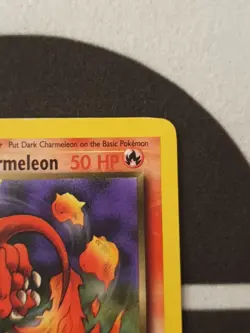 Put Dark Charmeleon on the Basic Pokémon
rmeleon 50 HP